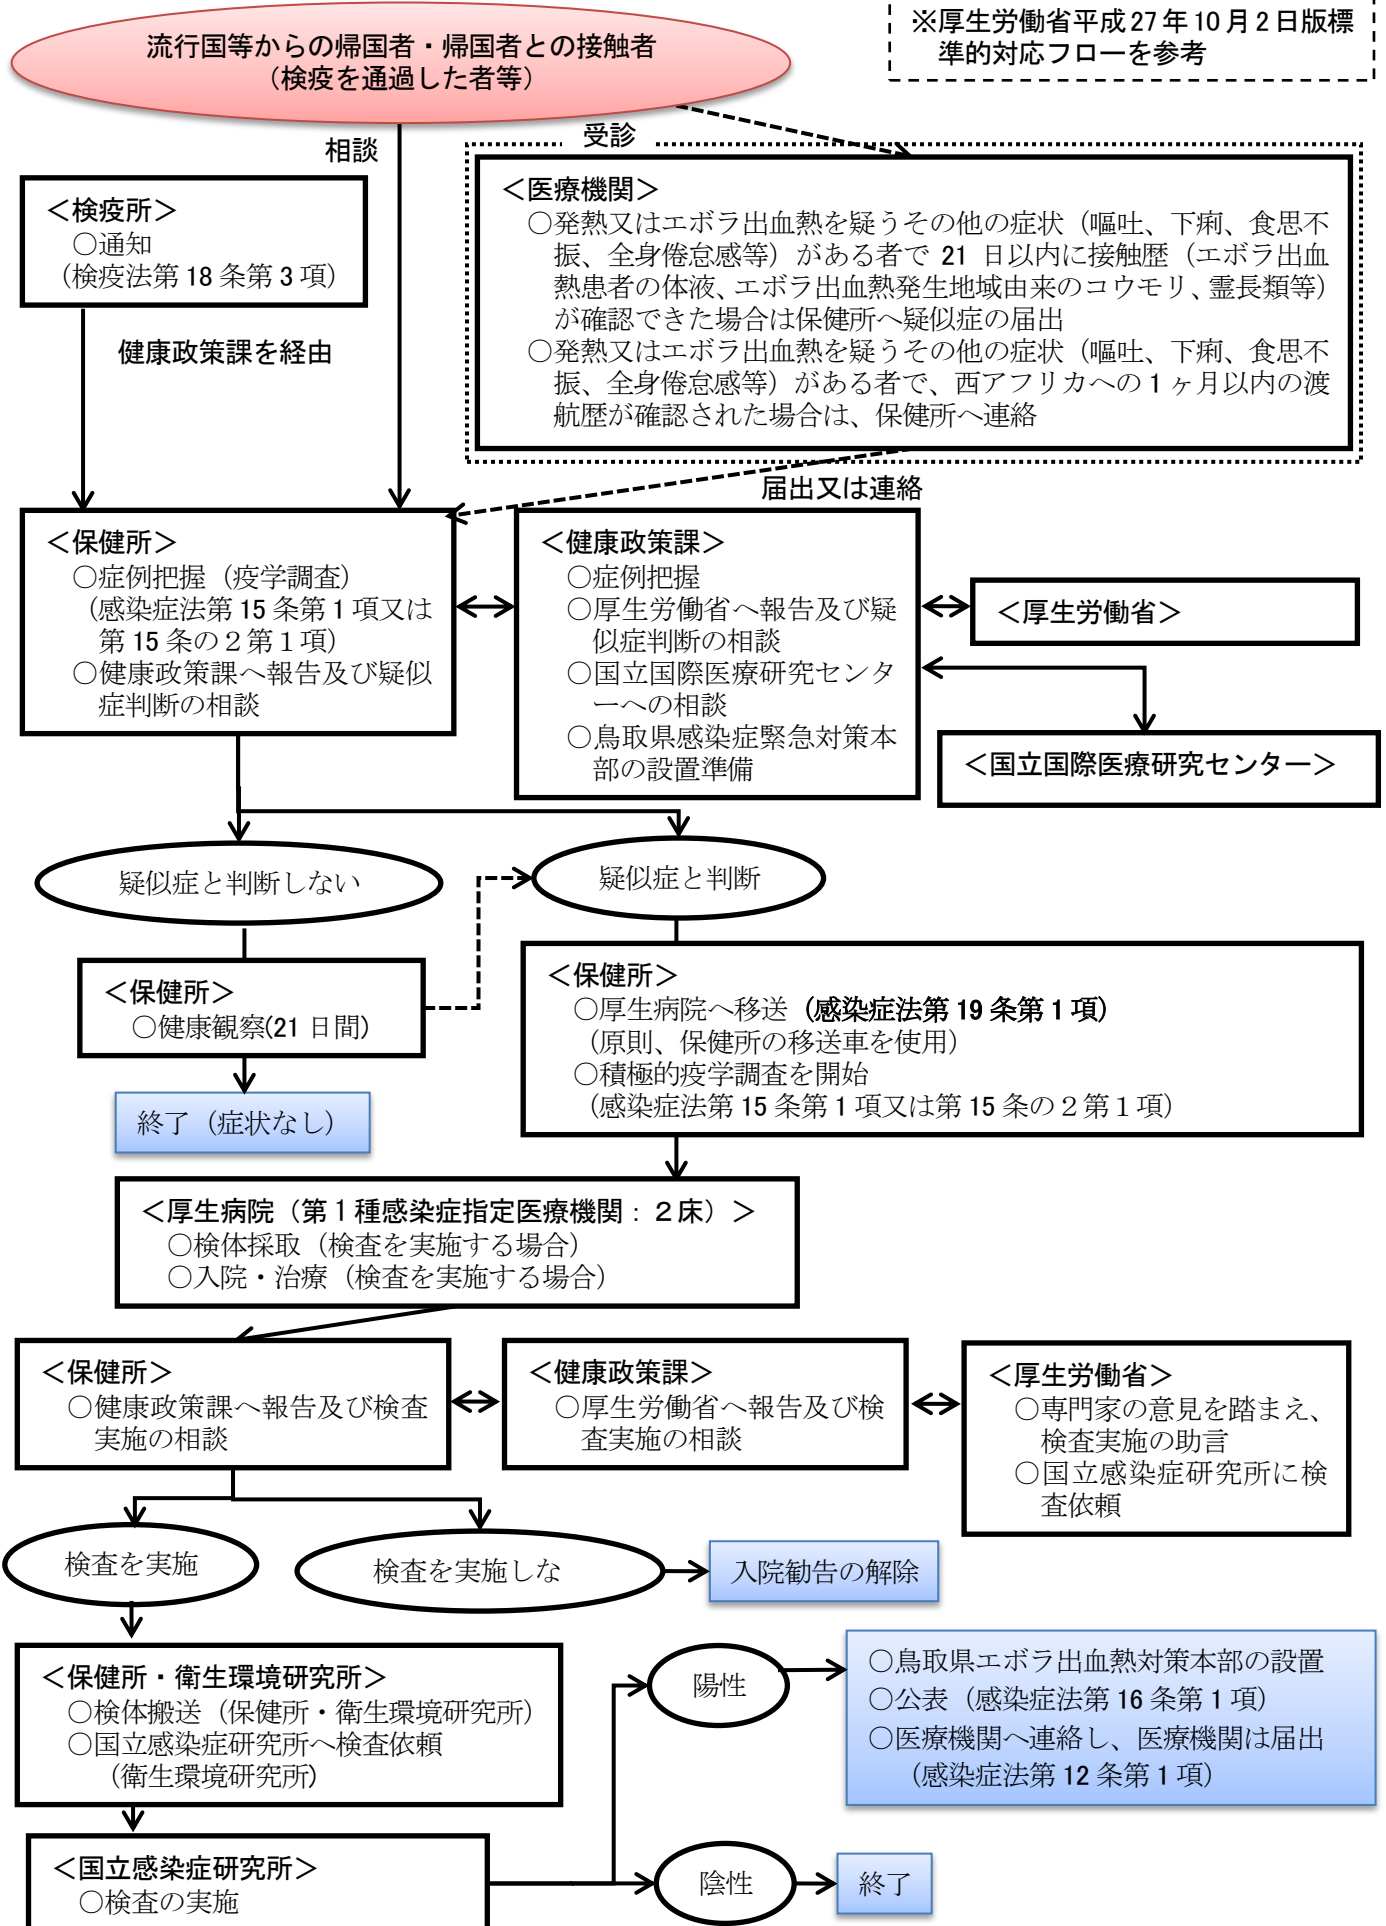 ※厚生労働省平成27年10月2日版標
準的対応フローを参考
流行国等からの帰国者・帰国者との接触者
（検疫を通過した者等）
受診
相談
＜検疫所＞
○通知
（検疫法第18条第3項）
＜医療機関＞
○発熱又はエボラ出血熱を疑うその他の症状（嘔吐、下痢、食思不
振、全身倦怠感等）がある者で 21 日以内に接触歴（エボラ出血
熱患者の体液、エボラ出血熱発生地域由来のコウモリ、霊長類等）
が確認できた場合は保健所へ疑似症の届出
○発熱又はエボラ出血熱を疑うその他の症状（嘔吐、下痢、食思不
振、全身倦怠感等）がある者で、西アフリカへの１ヶ月以内の渡
航歴が確認された場合は、保健所へ連絡
健康政策課を経由
届出又は連絡
＜保健所＞
○症例把握（疫学調査）
（感染症法第15条第1項又は
第15条の２第１項）
○健康政策課へ報告及び疑似
症判断の相談
＜健康政策課＞
○症例把握
○厚生労働省へ報告及び疑
似症判断の相談
○国立国際医療研究センタ
ーへの相談
○鳥取県感染症緊急対策本
部の設置準備
＜厚生労働省＞
＜国立国際医療研究センター＞
疑似症と判断しない
疑似症と判断
＜保健所＞
○健康観察(21日間)
終了（症状なし）
＜保健所＞
○厚生病院へ移送（感染症法第19条第1項）
（原則、保健所の移送車を使用）
○積極的疫学調査を開始
（感染症法第15条第1項又は第15条の２第１項）
＜厚生病院（第1種感染症指定医療機関：２床）＞
○検体採取（検査を実施する場合）
○入院・治療（検査を実施する場合）
＜保健所＞
○健康政策課へ報告及び検査
実施の相談
＜健康政策課＞
○厚生労働省へ報告及び検
査実施の相談
＜厚生労働省＞
○専門家の意見を踏まえ、
検査実施の助言
○国立感染症研究所に検
査依頼
検査を実施
検査を実施しな
入院勧告の解除
＜保健所・衛生環境研究所＞
○検体搬送（保健所・衛生環境研究所）
○国立感染症研究所へ検査依頼
（衛生環境研究所）
陽性
○鳥取県エボラ出血熱対策本部の設置
○公表（感染症法第16条第1項）
○医療機関へ連絡し、医療機関は届出
（感染症法第12条第1項）
＜国立感染症研究所＞
○検査の実施
陰性
終了